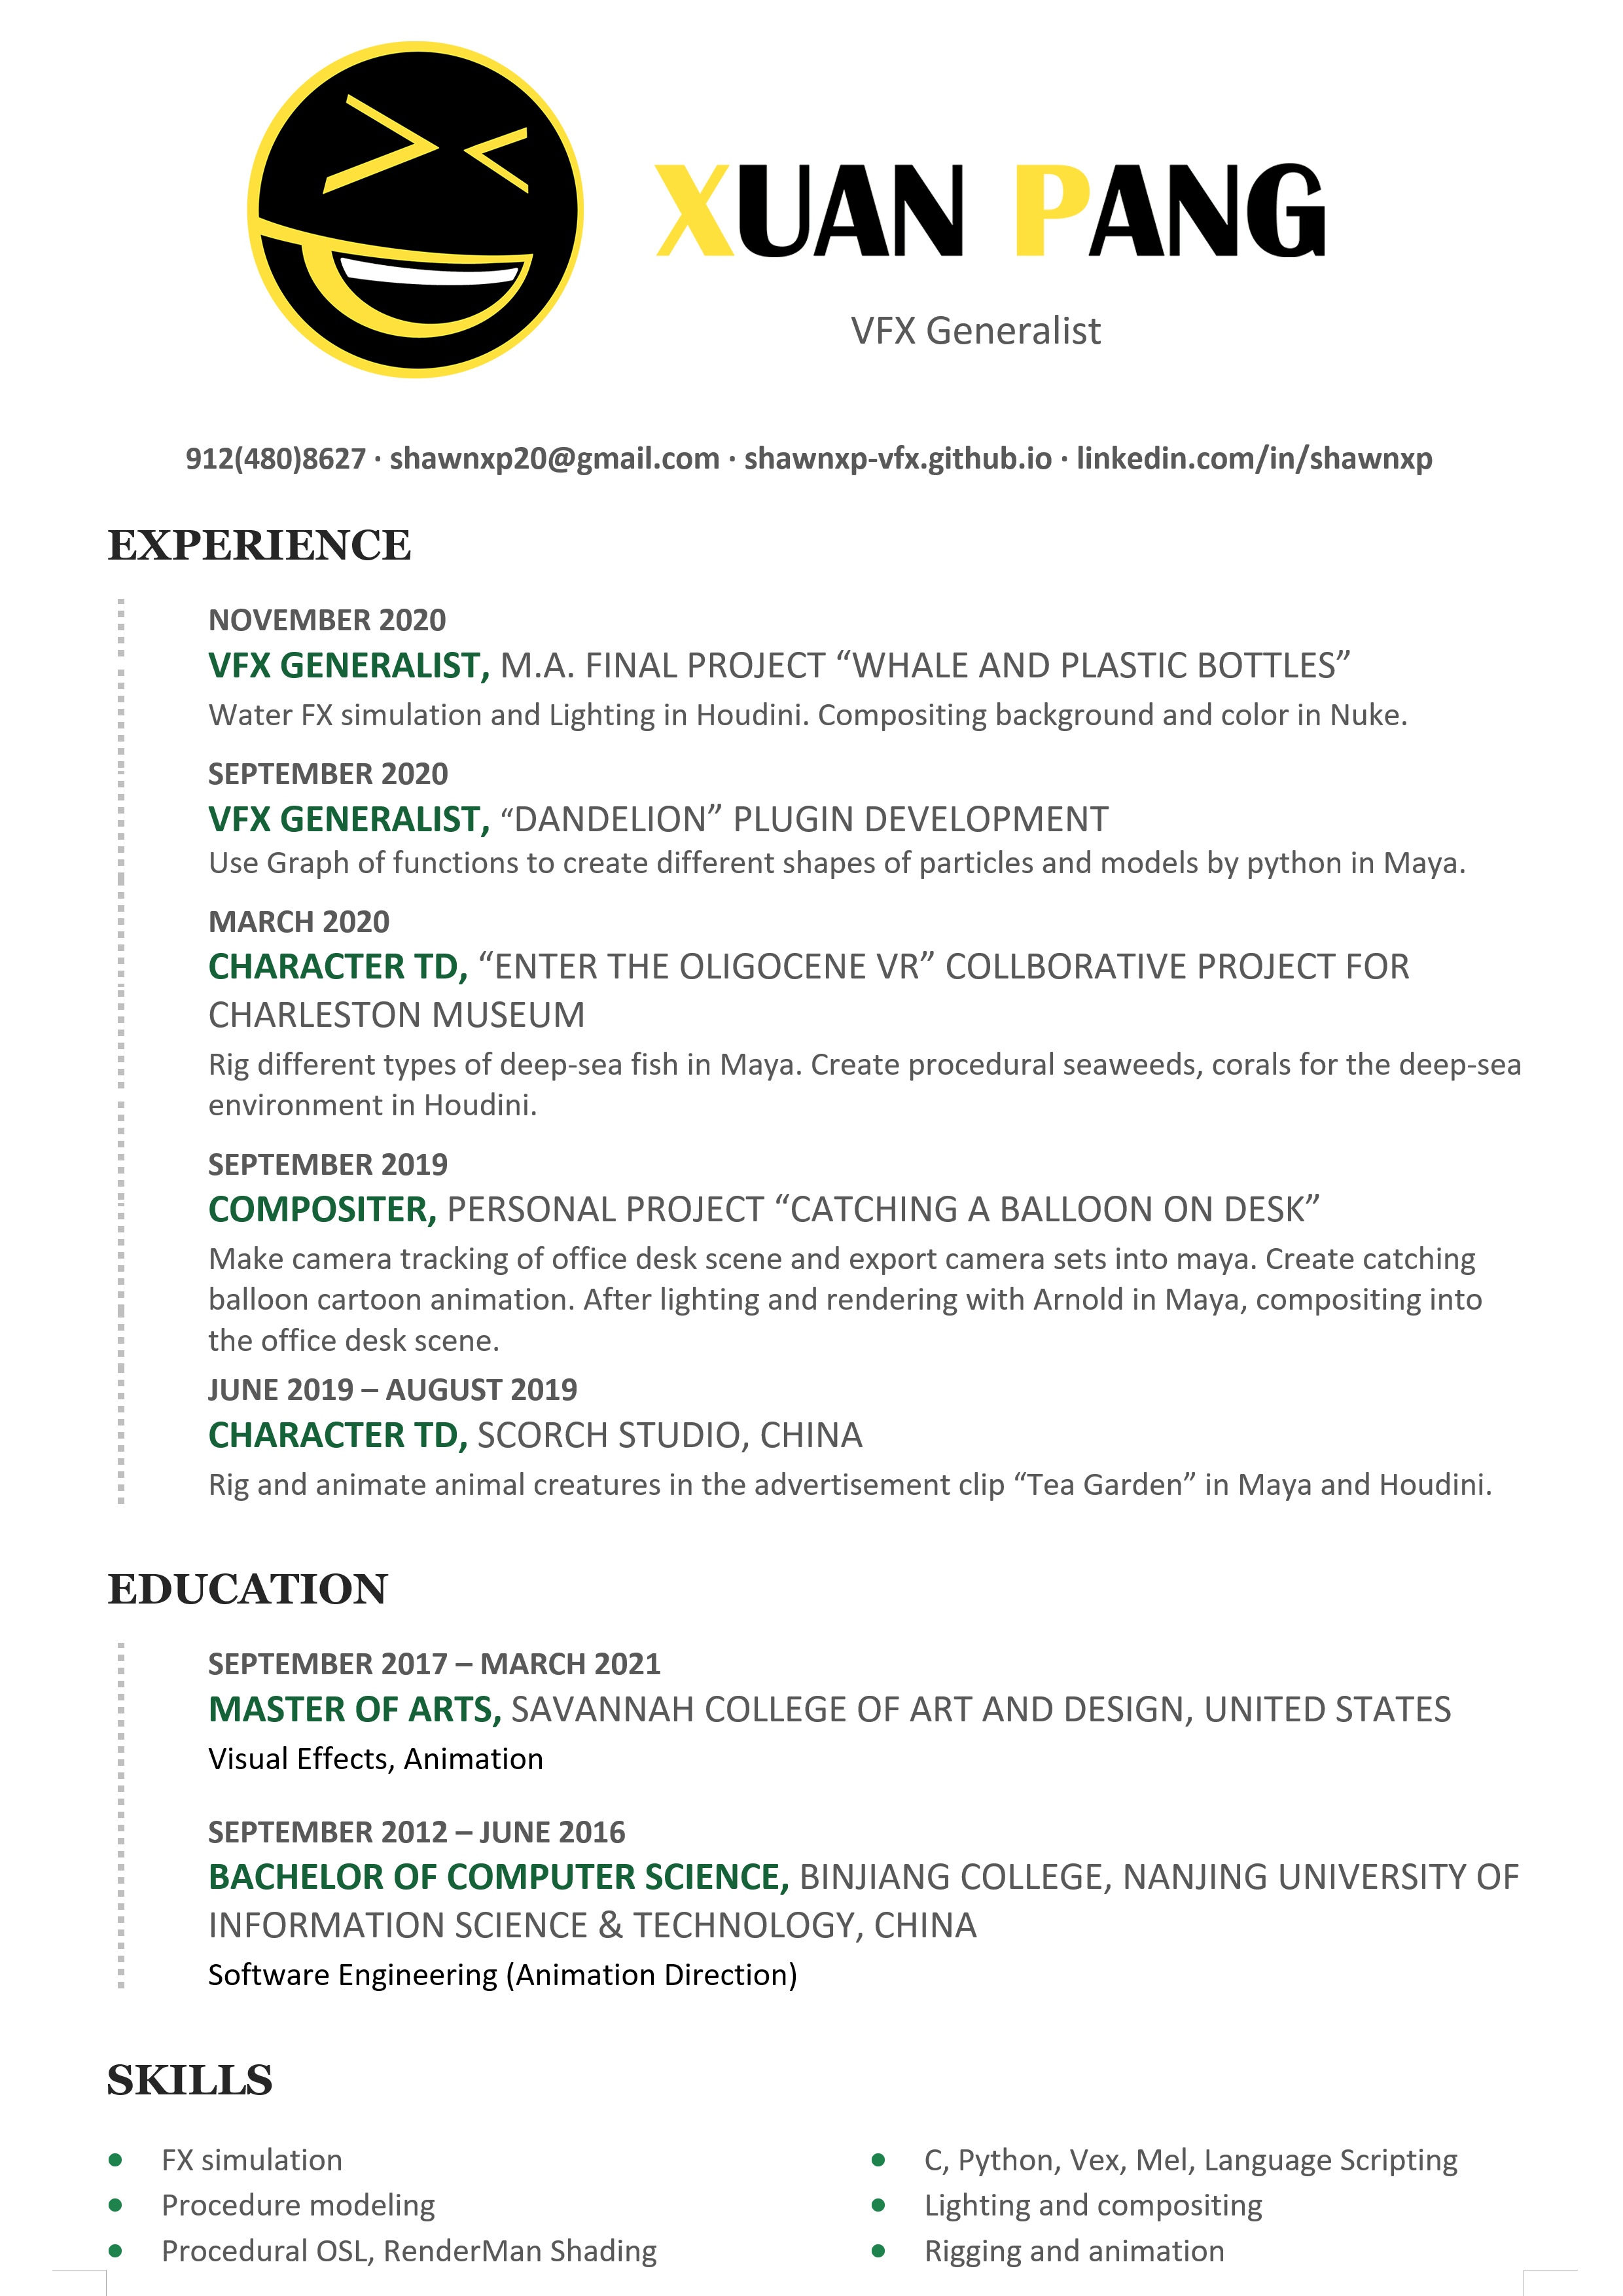 XUAN PANG
VFX Generalist
912(480)8627 · shawnxp20@gmail.com · shawnxp-vfx.github.io · linkedin.com/in/shawnxp
EXPERIENCE
NOVEMBER 2020
VFX GENERALIST, M.A. FINAL PROJECT “WHALE AND PLASTIC BOTTLES”
Water FX simulation and Lighting in Houdini. Compositing background and color in Nuke.
SEPTEMBER 2020
VFX GENERALIST, “DANDELION” PLUGIN DEVELOPMENT
Use Graph of functions to create different shapes of particles and models by python in Maya.
MARCH 2020
CHARACTER TD, “ENTER THE OLIGOCENE VR” COLLBORATIVE PROJECT FOR
CHARLESTON MUSEUM
Rig different types of deep-sea fish in Maya. Create procedural seaweeds, corals for the deep-sea
environment in Houdini.
SEPTEMBER 2019
COMPOSITER, PERSONAL PROJECT “CATCHING A BALLOON ON DESK”
Make camera tracking of office desk scene and export camera sets into maya. Create catching
balloon cartoon animation. After lighting and rendering with Arnold in Maya, compositing into
the office desk scene.
JUNE 2019 – AUGUST 2019
CHARACTER TD, SCORCH STUDIO, CHINA
Rig and animate animal creatures in the advertisement clip “Tea Garden” in Maya and Houdini.
EDUCATION
SEPTEMBER 2017 – MARCH 2021
MASTER OF ARTS, SAVANNAH COLLEGE OF ART AND DESIGN, UNITED STATES
Visual Effects, Animation
SEPTEMBER 2012 – JUNE 2016
BACHELOR OF COMPUTER SCIENCE, BINJIANG COLLEGE, NANJING UNIVERSITY OF
INFORMATION SCIENCE & TECHNOLOGY, CHINA
Software Engineering (Animation Direction)
SKILLS
● FX simulation
● Procedure modeling
● Procedural OSL, RenderMan Shading
● C, Python, Vex, Mel, Language Scripting
● Lighting and compositing
● Rigging and animation